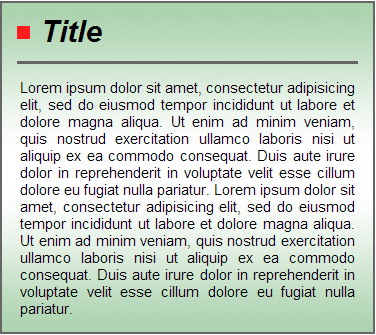 Title
Lorem ipsum dolor sit amet, consectetur adipisicing
elit, sed do eiusmod tempor incididunt ut labore et
dolore magna aliqua. Ut enim ad minim veniam,
quis nostrud exercitation ullamco laboris nisi ut
aliquip ex ea commodo consequat. Duis aute irure
dolor in reprehenderit in voluptate velit esse cillum
dolore eu fugiat nulla pariatur. Lorem ipsum dolor sit
amet, consectetur adipisicing elit, sed do eiusmod
tempor incididunt ut labore et dolore magna aliqua.
Ut enim ad minim veniam, quis nostrud exercitation
ullamco laboris nisi ut aliquip ex ea commodo
consequat. Duis aute irure dolor in reprehenderit in
voluptate velit esse cillum dolore eu fugiat nulla
pariatur.